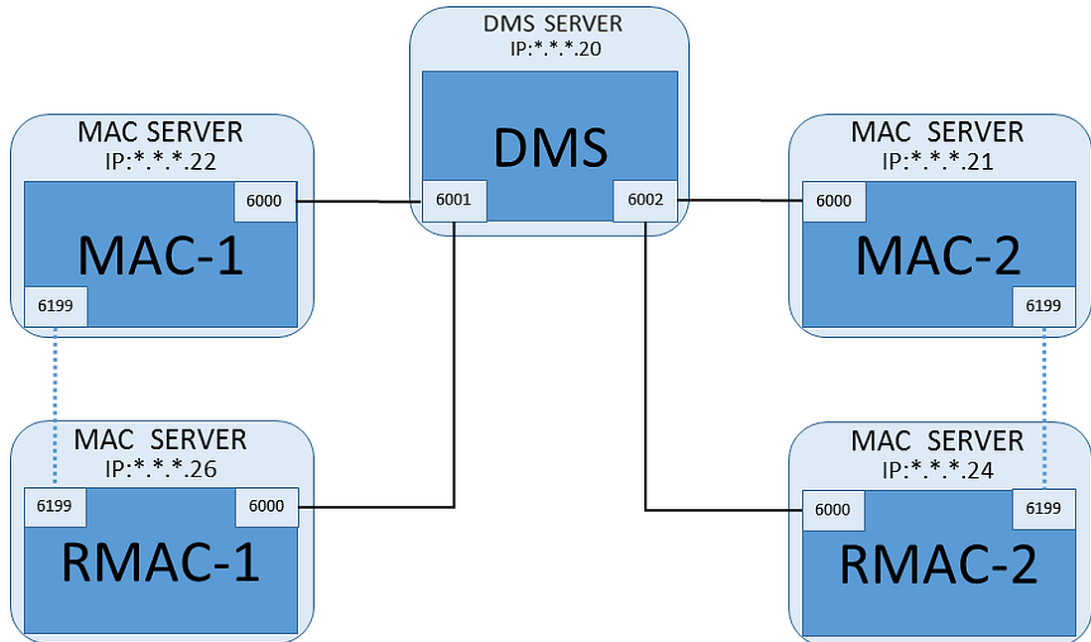 DMS SERVER
IP:*.*.*.20
DMS
6001
6002
MAC SERVER
IP:*.*.*.22
6000
MAC-1
6199
MAC SERVER
IP:*.*.*.21
6000
MAC-2
6199
MAC SERVER
IP:*.*.*.26
6199
6000
RMAC-1
MAC SERVER
IP:*.*.*.24
6000
6199
RMAC-2